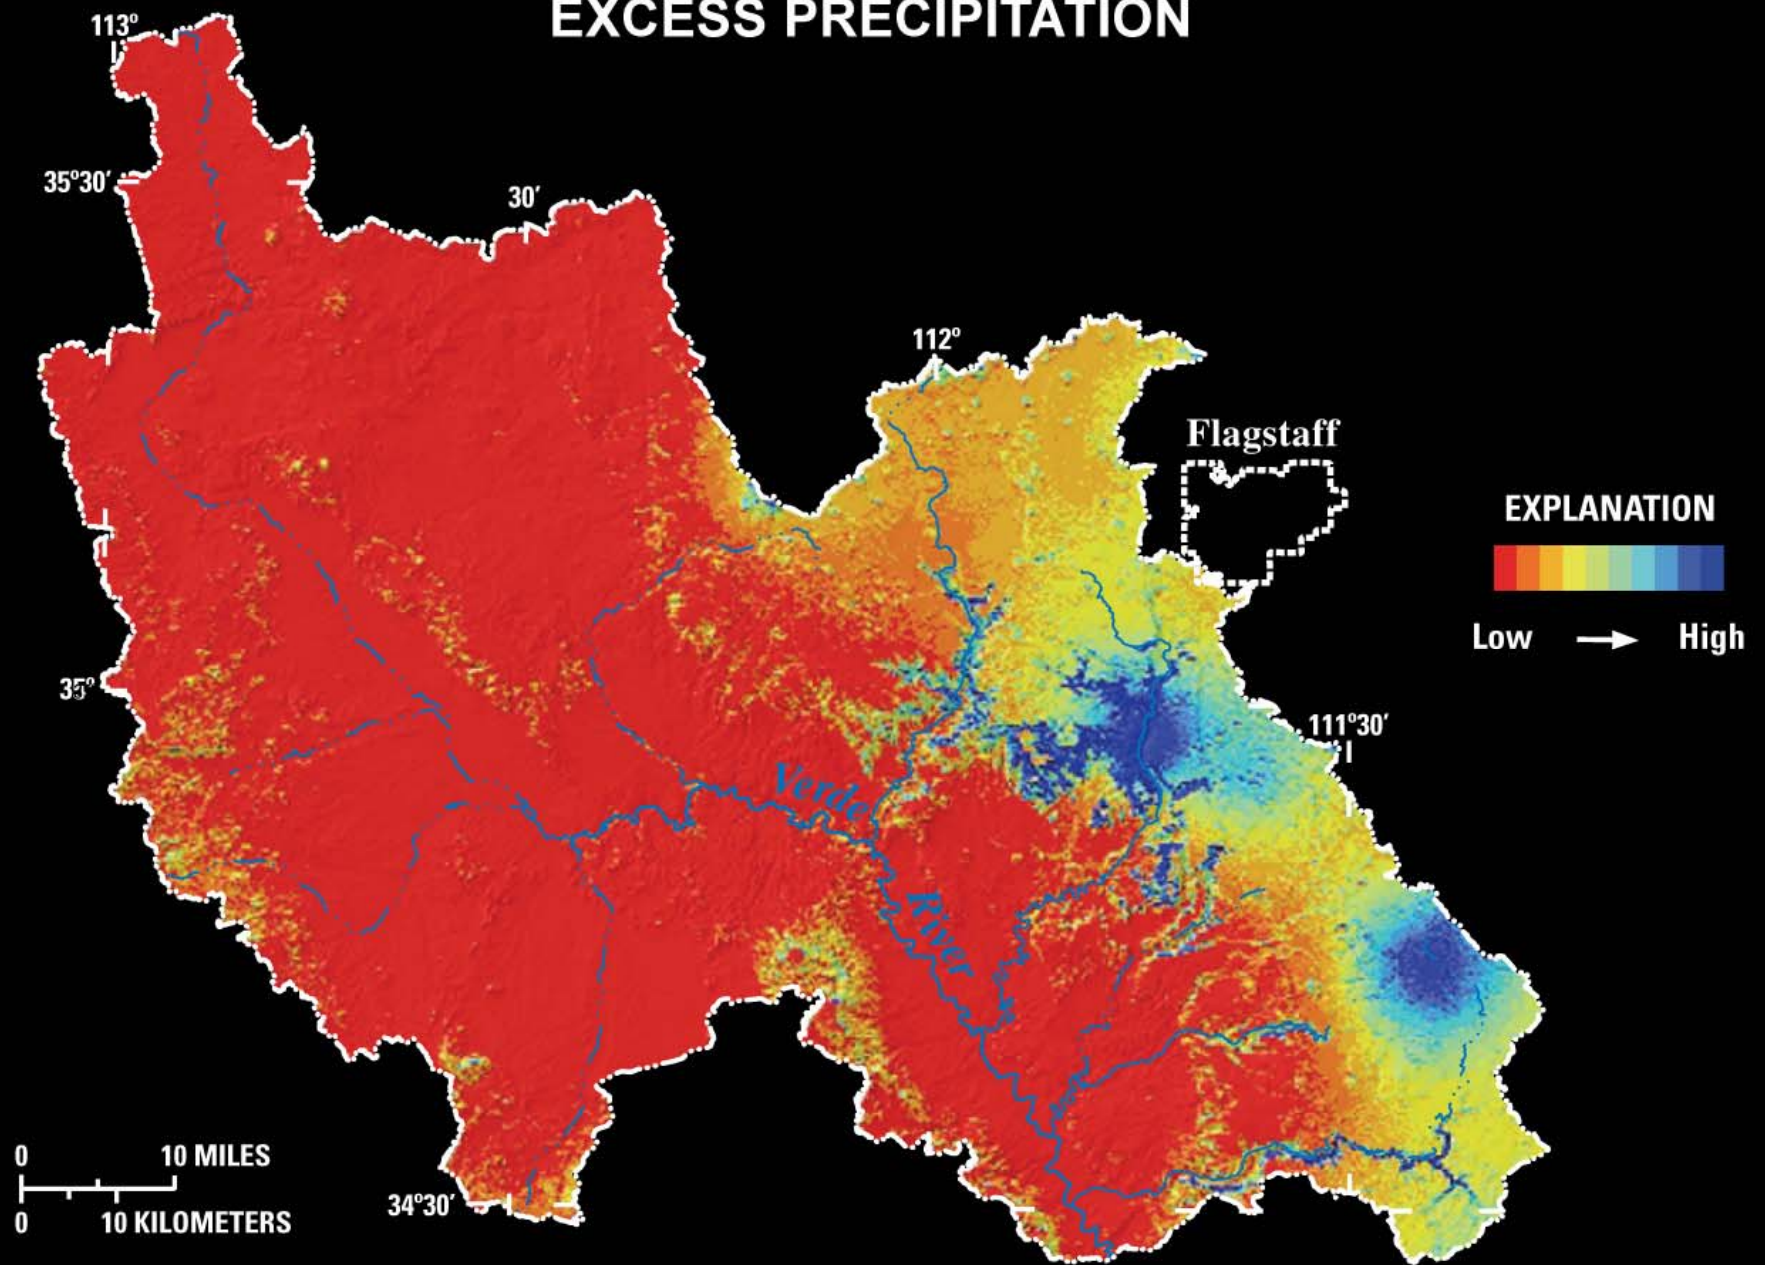 EXCESS PRECIPITATION
113°
35°30′
30′
112°
Flagstaff
EXPLANATION
Low → High
35°
111°30′
Verde
River
0 10 MILES
34°30′
0 10 KILOMETERS